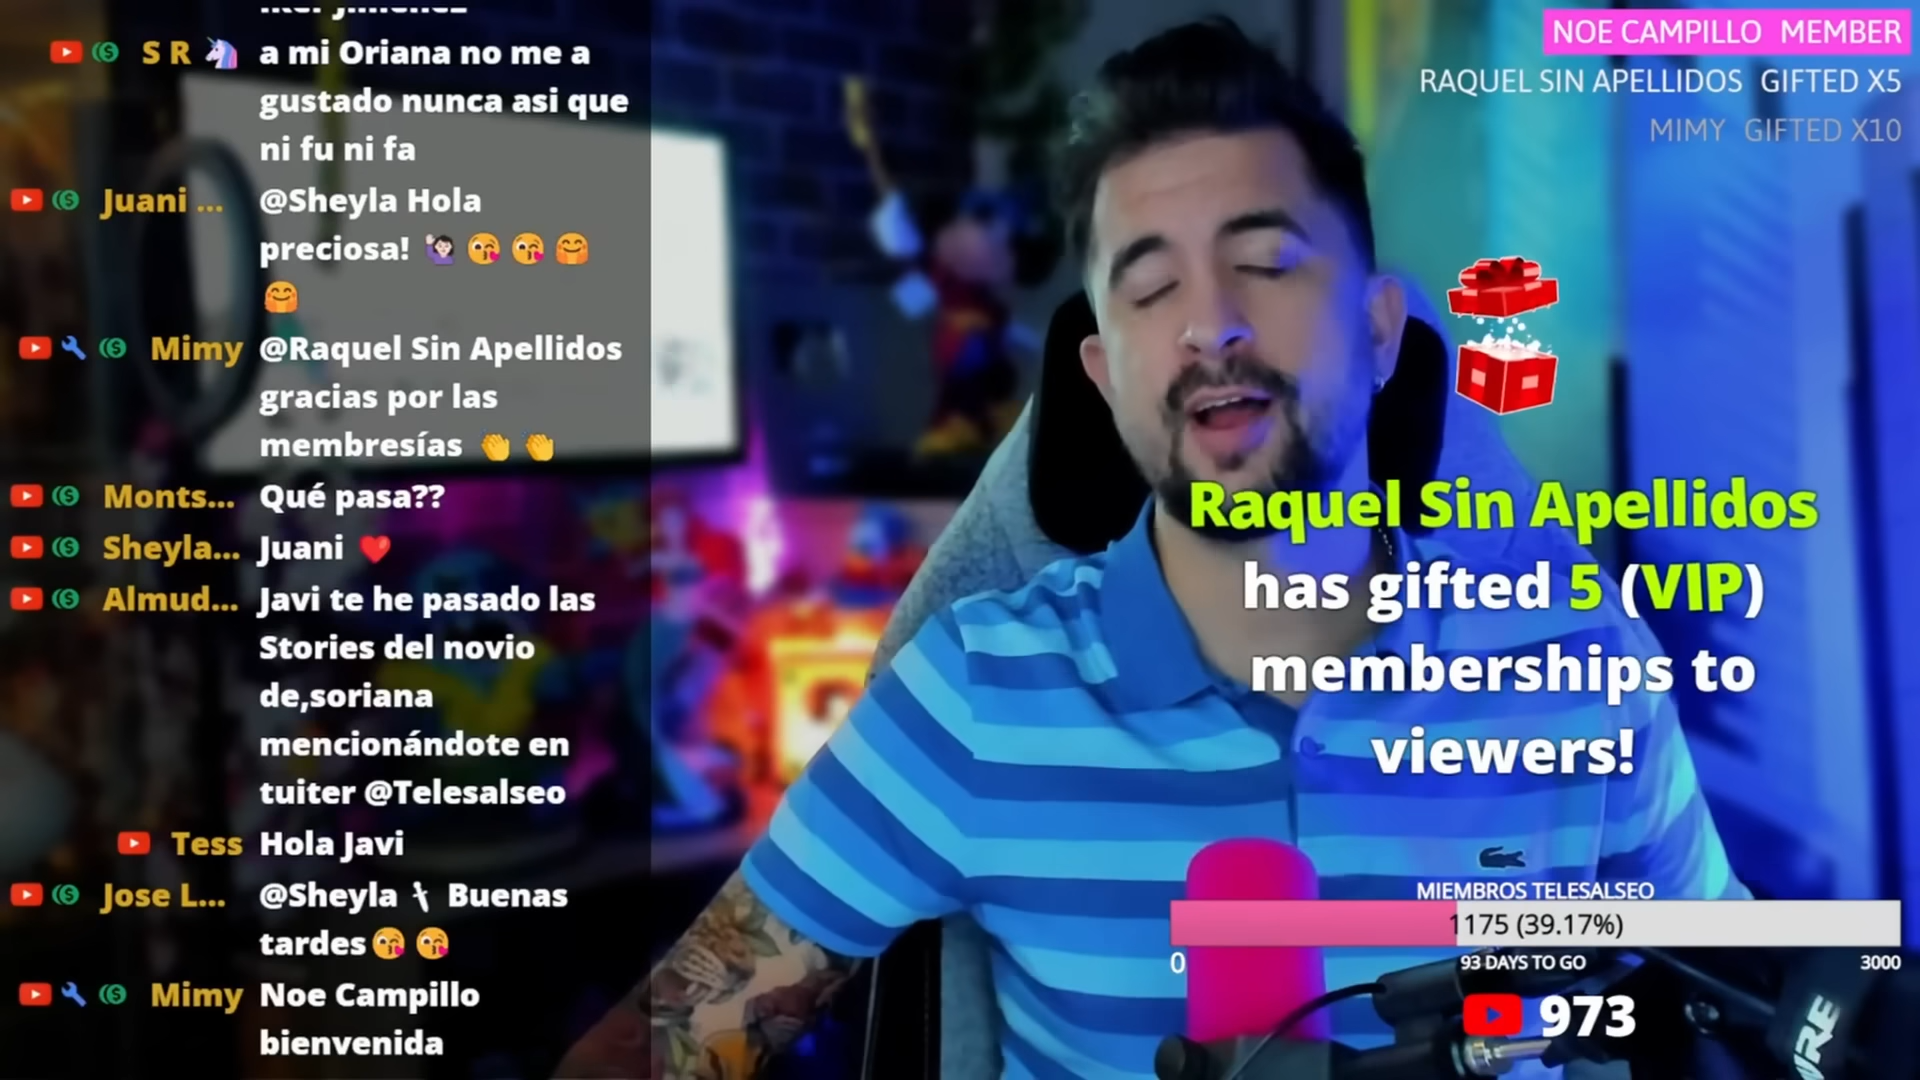 S R a mi Oriana no me a
gustado nunca asi que
ni fu ni fa
Juani ... @Sheyla Hola
preciosa!
Mimy @Raquel Sin Apellidos
gracias por las
membresías
Monts... Qué pasa??
Sheyla... Juani
Almud... Javi te he pasado las
Stories del novio
de,soriana
mencionándote en
tuiter @Telesalseo
Tess Hola Javi
Jose L... @Sheyla Buenas
tardes
Mimy Noe Campillo
bienvenida
NOE CAMPILLO MEMBER
RAQUEL SIN APELLIDOS GIFTED X5
MIMY GIFTED X10
Raquel Sin Apellidos
has gifted 5 (VIP)
memberships to
viewers!
MIEMBROS TELESALSEO
1175 (39.17%)
0 93 DAYS TO GO 3000
973